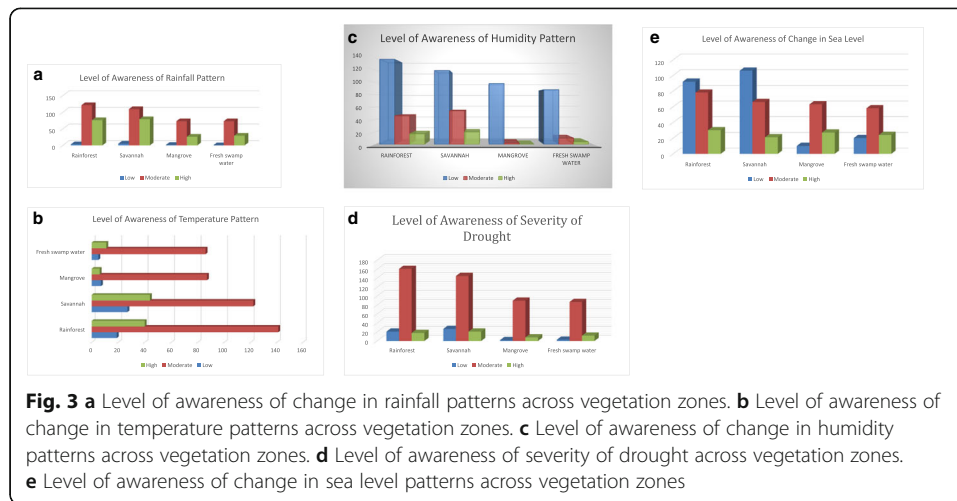 a
Level of Awareness of Rainfall Pattern
150
100
50
0
Rainforest Savannah Mangrove Fresh swamp
water
Low Moderate High
b
Level of Awareness of Temperature Pattern
Fresh swamp water
Mangrove
Savannah
Rainforest
0 20 40 60 80 100 120 140 160
High Moderate Low
c
Level of Awareness of Humidity Pattern
140
120
100
80
60
40
20
0
RAINFOREST SAVANNAH MANGROVE FRESH SWAMP
WATER
Low Moderate High
d
Level of Awareness of Severity of
Drought
180
160
140
120
100
80
60
40
20
0
Rainforest Savannah Mangrove Fresh swamp water
Low Moderate High
e
Level of Awareness of Change in Sea Level
120
100
80
60
40
20
0
Rainforest Savannah Mangrove Fresh swamp water
Low Moderate High
Fig. 3 a Level of awareness of change in rainfall patterns across vegetation zones. b Level of awareness of
change in temperature patterns across vegetation zones. c Level of awareness of change in humidity
patterns across vegetation zones. d Level of awareness of severity of drought across vegetation zones.
e Level of awareness of change in sea level patterns across vegetation zones